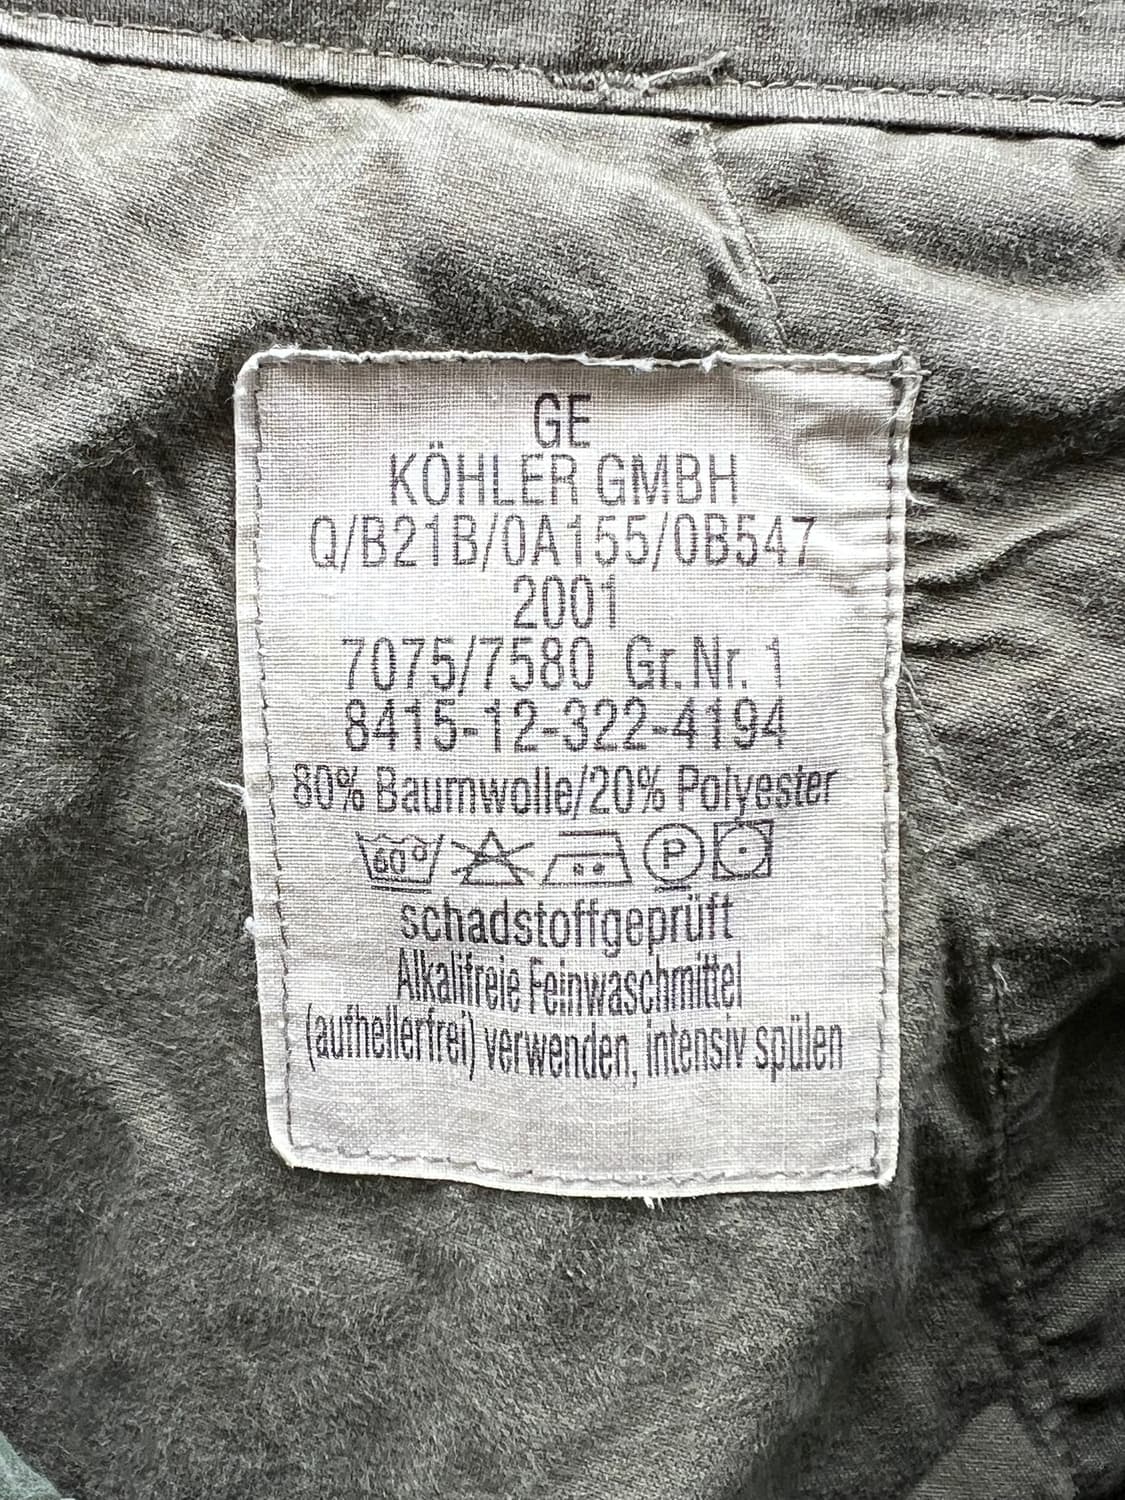 GE
KÖHLER GMBH
Q/B21B/0A155/0B547
2001
7075/7580 Gr. Nr. 1
8415-12-322-4194
80% Baumwolle/20% Polyester
60° P
schadstoffgeprüft
Alkalifreie Feinwaschmittel
(aufhellerfrei) verwenden, intensiv spülen